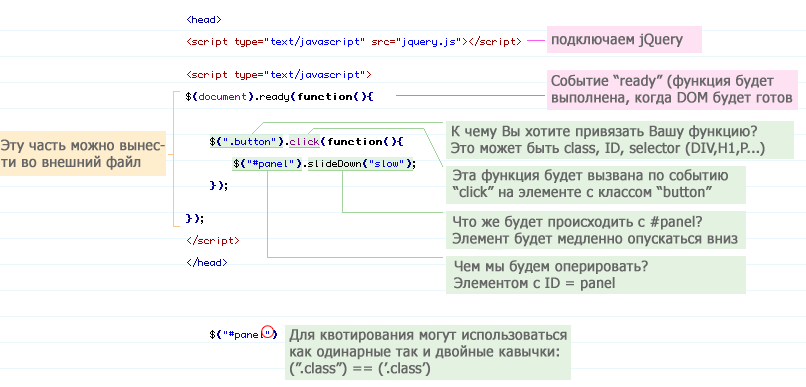 <head>
<script type="text/javascript" src="jquery.js"></script>
подключаем jQuery
<script type="text/javascript">
$(document).ready(function(){
Событие “ready” (функция будет
выполнена, когда DOM будет готов
Эту часть можно вынес-
ти во внешний файл
$(".button").click(function(){
К чему Вы хотите привязать Вашу функцию?
Это может быть class, ID, selector (DIV,H1,P...)
$("#panel").slideDown("slow");
Эта функция будет вызвана по событию
“click” на элементе с классом “button”
});
Что же будет происходить с #panel?
Элемент будет медленно опускаться вниз
});
</script>
</head>
Чем мы будем оперировать?
Элементом с ID = panel
$("#panel")
Для квотирования могут использоваться
как одинарные так и двойные кавычки:
(”.class”) == (’.class’)